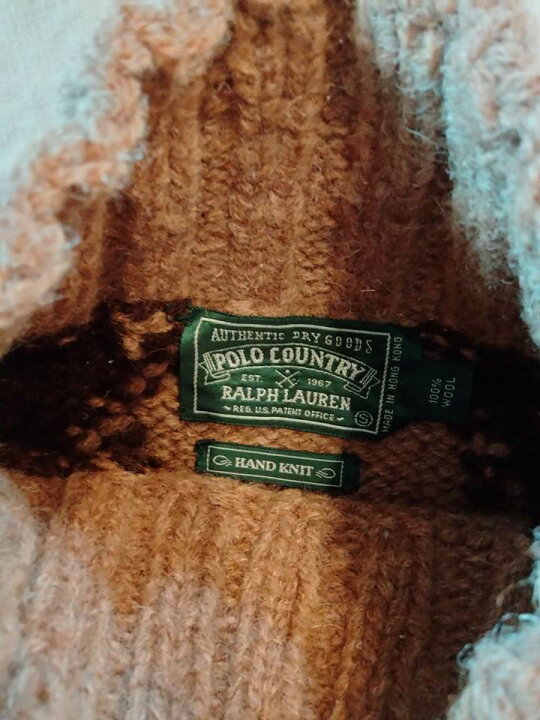 AUTHENTIC DRY GOODS
POLO COUNTRY
EST. 1967
RALPH LAUREN
~ REG. U.S. PATENT OFFICE ~
S
MADE IN HONG KONG
100%
WOOL
HAND KNIT